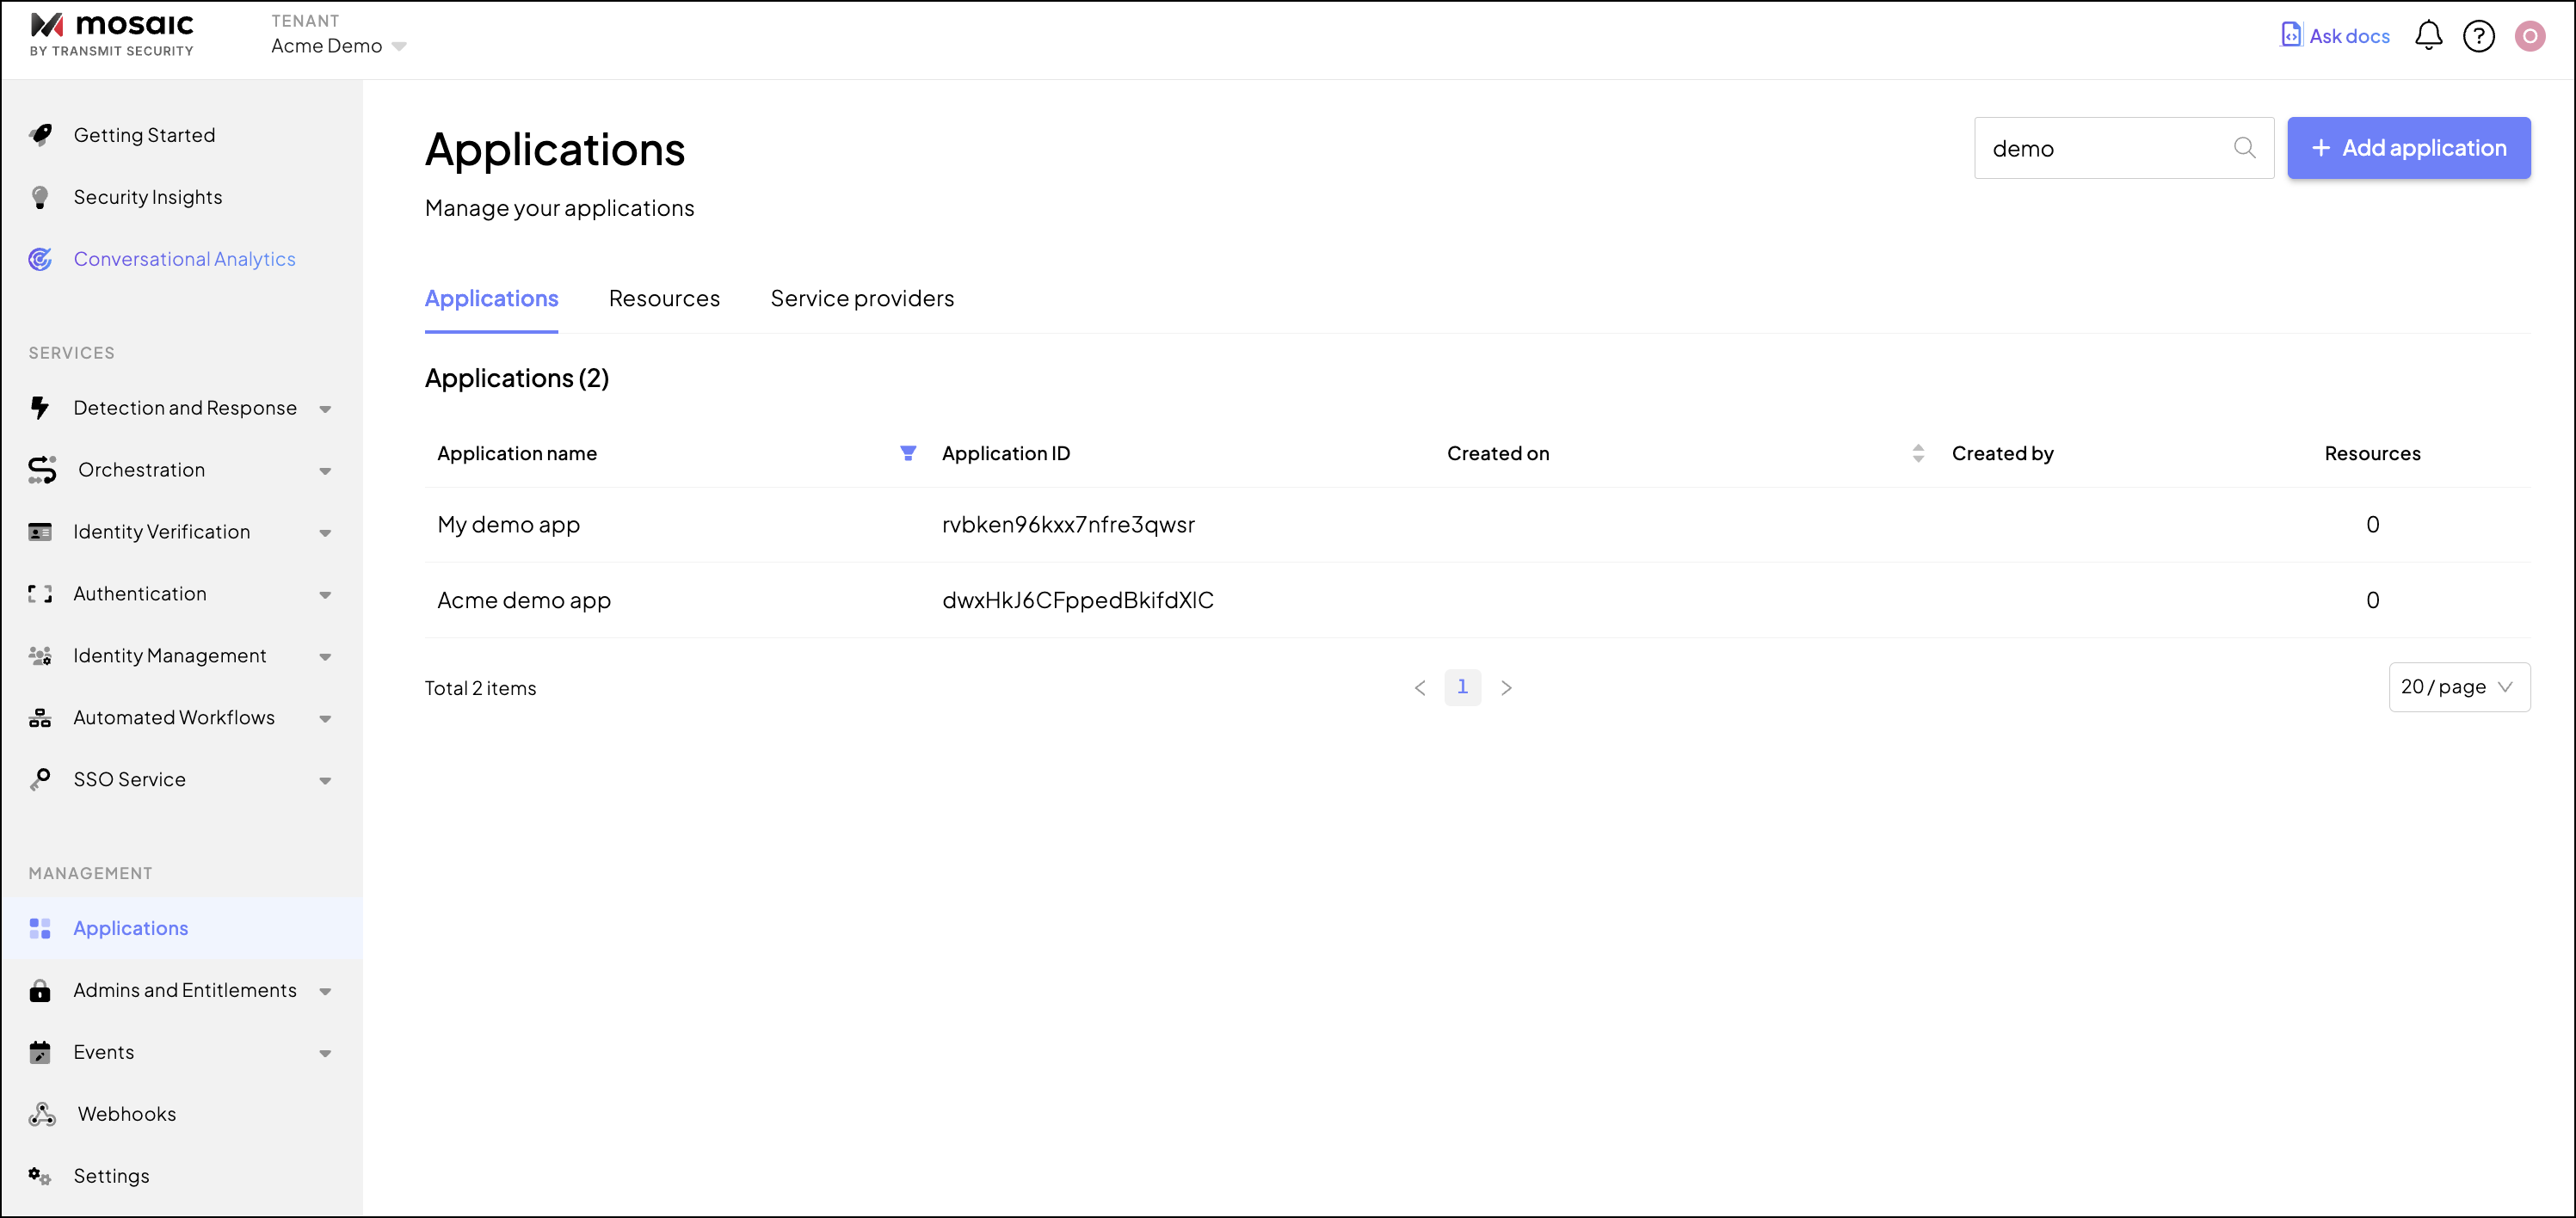 mosaic
BY TRANSMIT SECURITY
TENANT
Acme Demo
Ask docs
O
Getting Started
Security Insights
Conversational Analytics
SERVICES
Detection and Response
Orchestration
Identity Verification
Authentication
Identity Management
Automated Workflows
SSO Service
MANAGEMENT
Applications
Admins and Entitlements
Events
Webhooks
Settings
Applications
Manage your applications
demo
+ Add application
Applications Resources Service providers
Applications (2)
Application name Application ID Created on Created by Resources
My demo app rvbken96kxx7nfre3qwsr 0
Acme demo app dwxHkJ6CFppedBkifdXlC 0
Total 2 items
1
20 / page